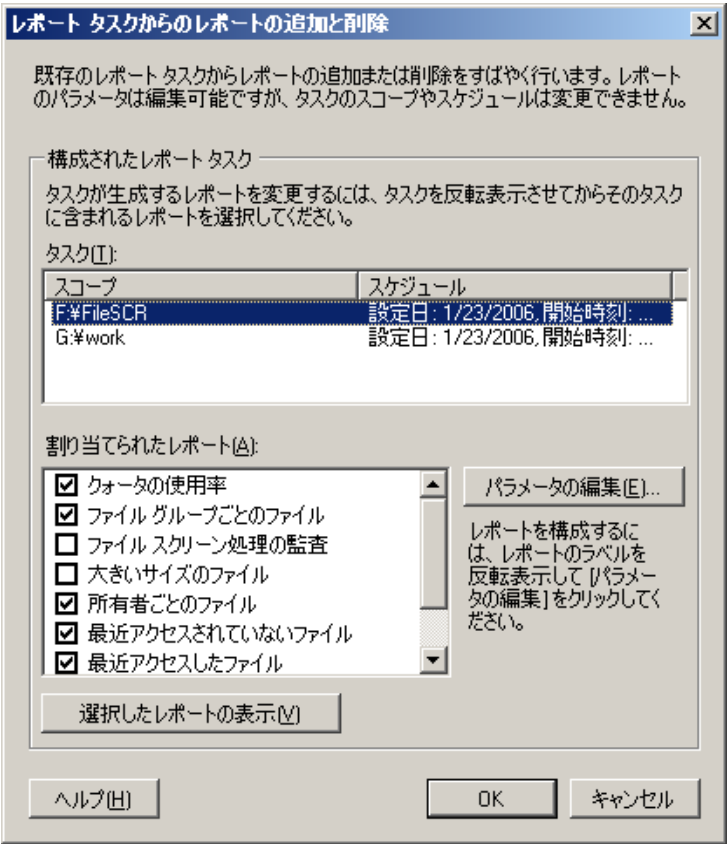 レポート タスクからのレポートの追加と削除
既存のレポート タスクからレポートの追加または削除をすばやく行います。レポート
のパラメータは編集可能ですが、タスクのスコープやスケジュールは変更できません。
構成されたレポート タスク
タスクが生成するレポートを変更するには、タスクを反転表示させてからそのタスク
に含まれるレポートを選択してください。
タスク(T):
スコープ スケジュール
F:¥FileSCR 設定日 : 1/23/2006, 開始時刻: ...
G:¥work 設定日 : 1/23/2006, 開始時刻: ...
割り当てられたレポート(A):
クォータの使用率
ファイル グループごとのファイル
ファイル スクリーン処理の監査
大きいサイズのファイル
所有者ごとのファイル
最近アクセスされていないファイル
最近アクセスしたファイル
パラメータの編集(E)...
レポートを構成するに
は、レポートのラベルを
反転表示して [パラメー
タの編集] をクリックしてく
ださい。
選択したレポートの表示(V)
ヘルプ(H) OK キャンセル